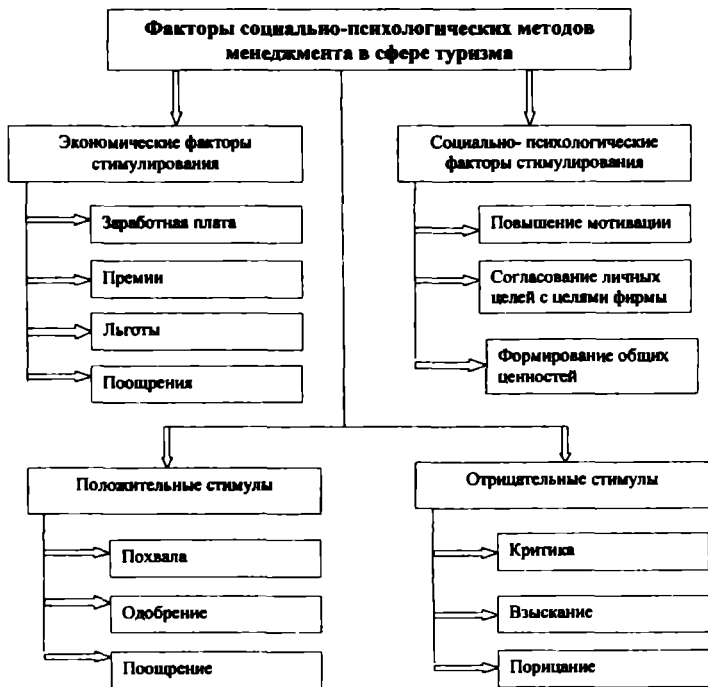 Факторы социально-психологических методов
менеджмента в сфере туризма
Экономические факторы
стимулирования
Заработная плата
Премии
Льготы
Поощрения
Социально- психологические
факторы стимулирования
Повышение мотивации
Согласование личных
целей с целями фирмы
Формирование общих
ценностей
Положительные стимулы
Похвала
Одобрение
Поощрение
Отрицательные стимулы
Критика
Взыскание
Порицание